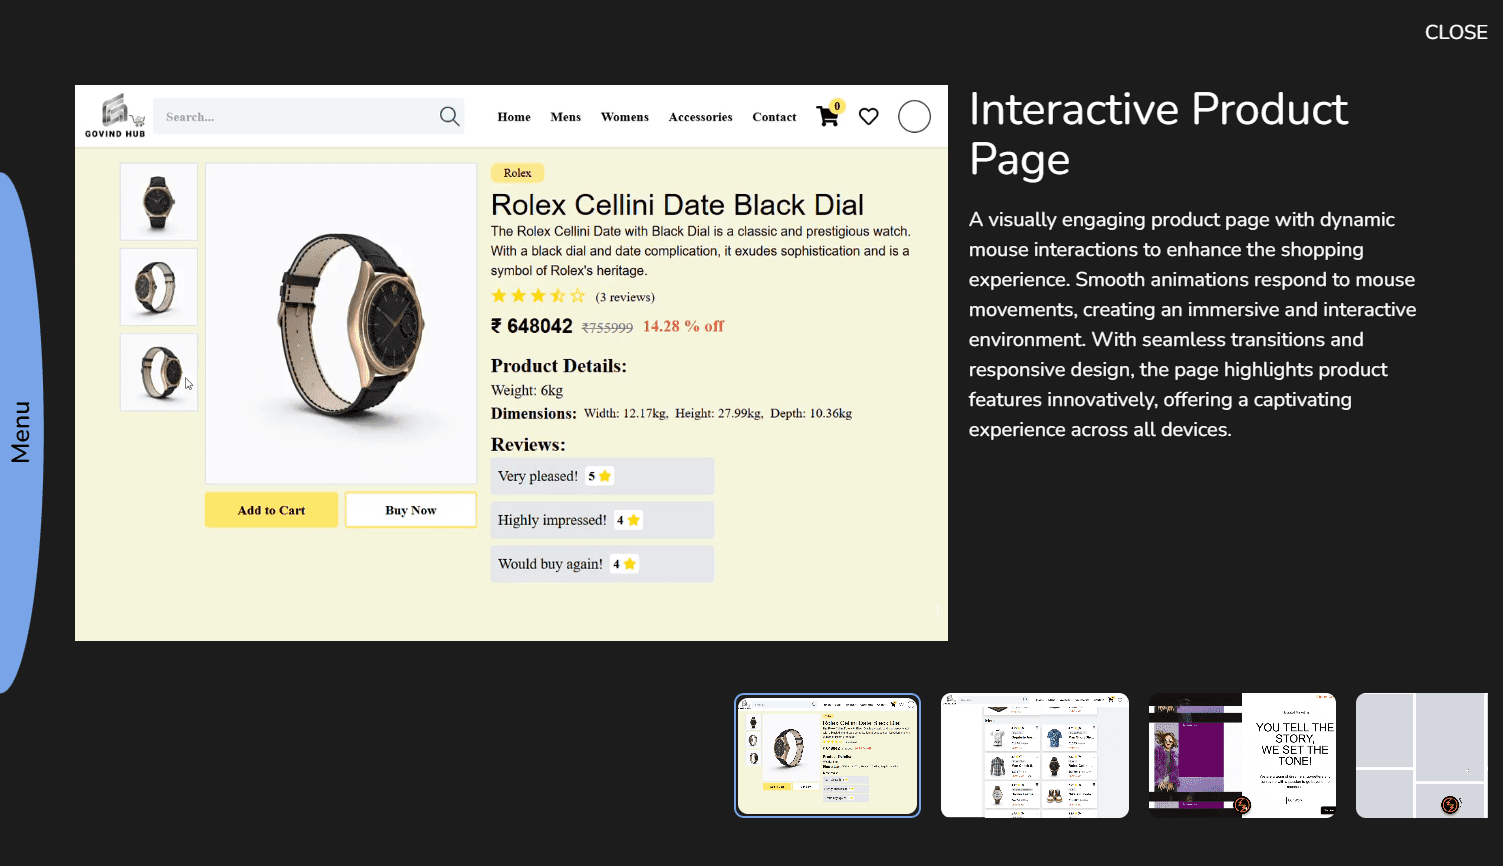 CLOSE
GOVIND HUB
Search...
Home Mens Womens Accessories Contact
0
Rolex
Rolex Cellini Date Black Dial
The Rolex Cellini Date with Black Dial is a classic and prestigious watch.
With a black dial and date complication, it exudes sophistication and is a
symbol of Rolex's heritage.
(3 reviews)
₹ 648042 ₹755999 14.28 % off
Product Details:
Weight: 6kg
Dimensions: Width: 12.17kg, Height: 27.99kg, Depth: 10.36kg
Reviews:
Very pleased! 5
Highly impressed! 4
Would buy again! 4
Add to Cart
Buy Now
Interactive Product
Page
A visually engaging product page with dynamic
mouse interactions to enhance the shopping
experience. Smooth animations respond to mouse
movements, creating an immersive and interactive
environment. With seamless transitions and
responsive design, the page highlights product
features innovatively, offering a captivating
experience across all devices.
Menu
Rolex Cellini Date Black Dial
YOU TELL THE
STORY,
WE SET THE
TONE!